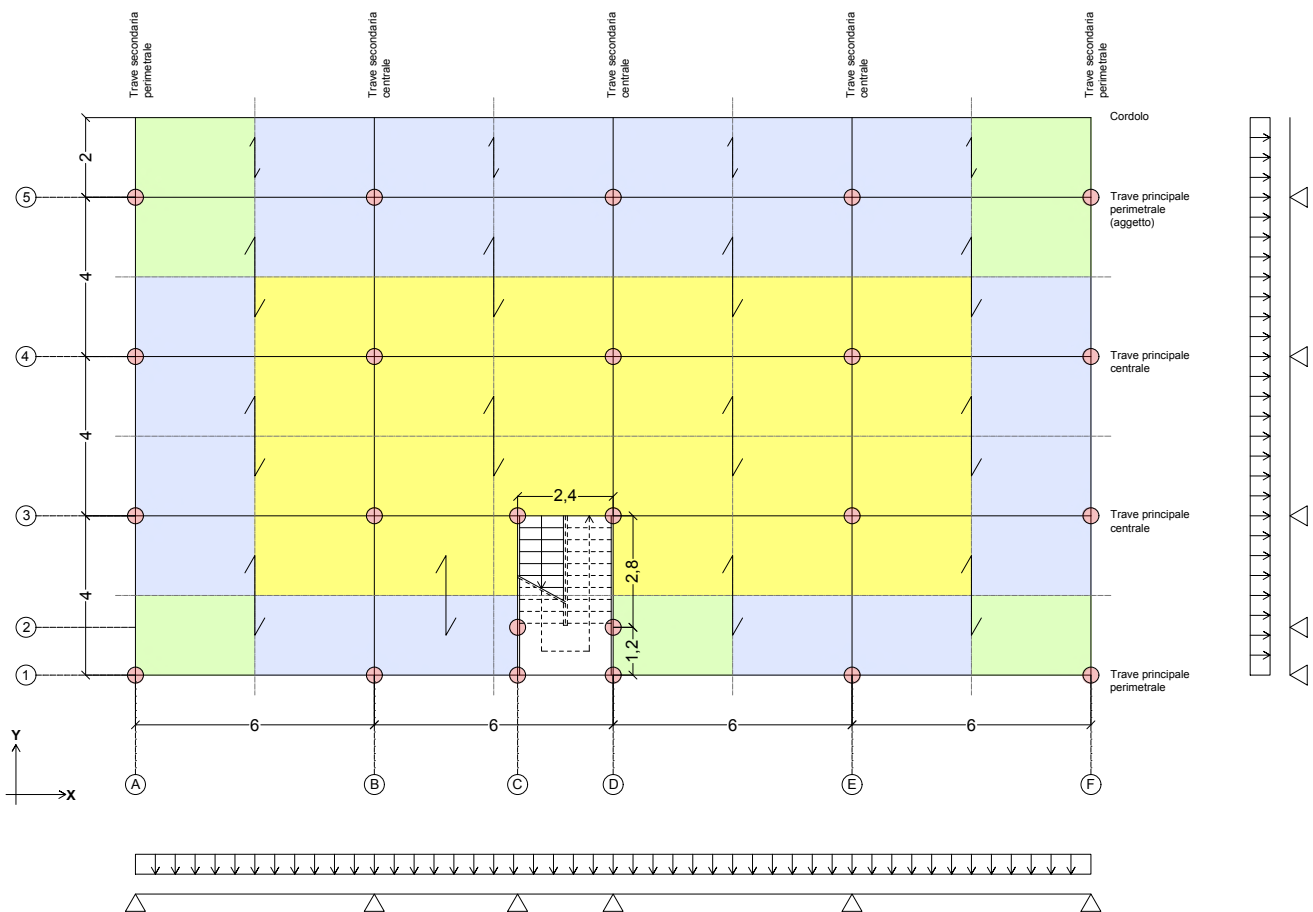 Trave secondaria
perimetrale
Trave secondaria
centrale
Trave secondaria
centrale
Trave secondaria
centrale
Trave secondaria
perimetrale
Cordolo
2
5
Trave principale
perimetrale
(aggetto)
4
4
Trave principale
centrale
4
2,4
3
Trave principale
centrale
2,8
4
2
1,2
1
Trave principale
perimetrale
6
6
6
6
Y
X
A
B
C
D
E
F